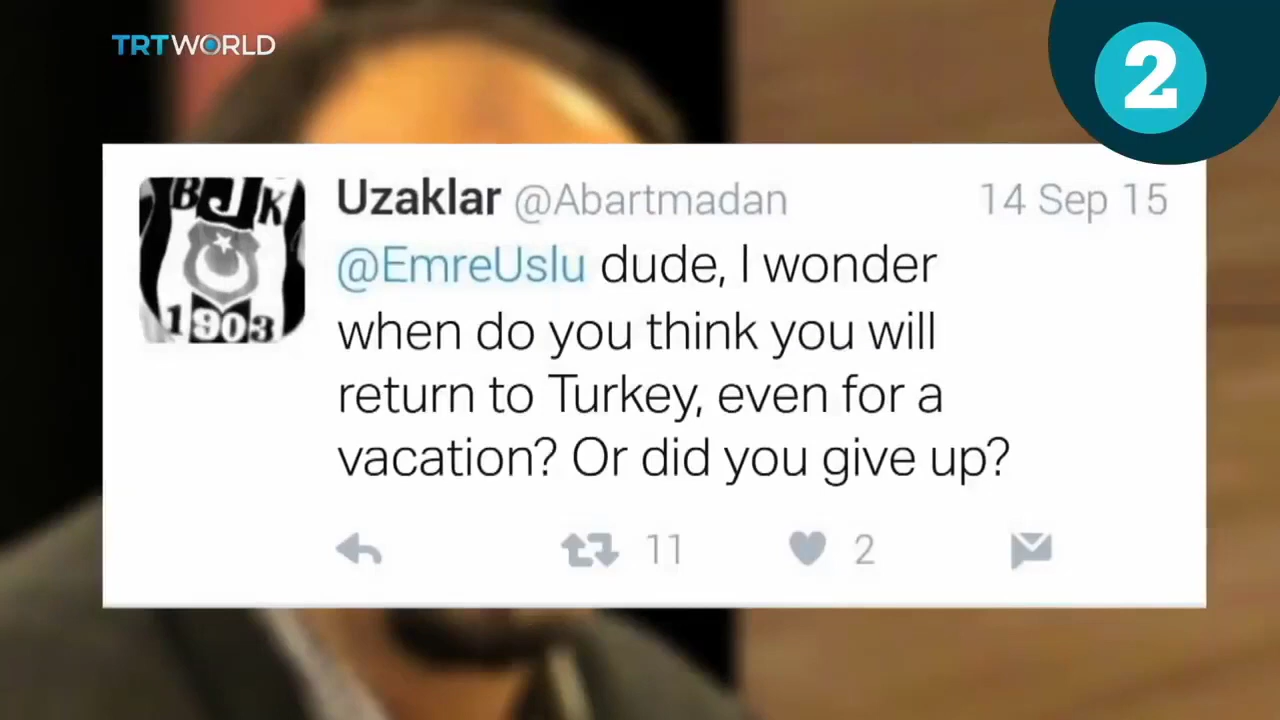 TRTWORLD
2
BJK
1903
Uzaklar @Abartmadan 14 Sep 15
@EmreUslu dude, I wonder
when do you think you will
return to Turkey, even for a
vacation? Or did you give up?
11 2